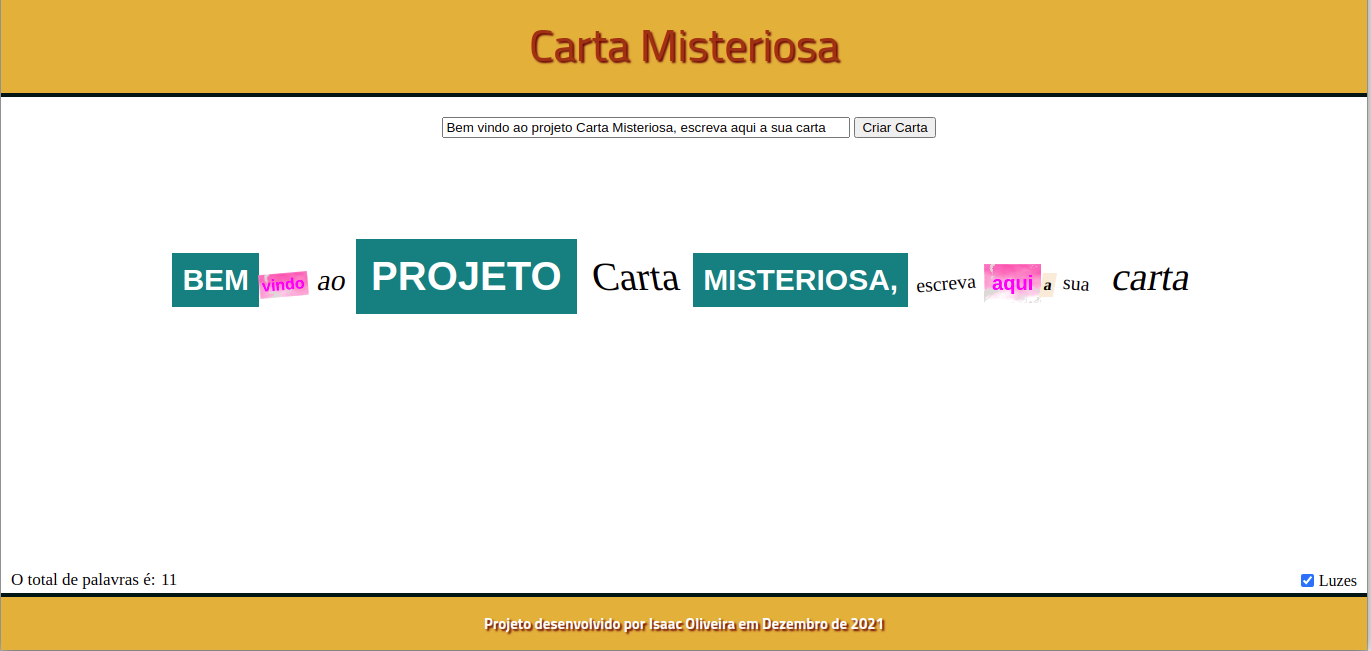 Carta Misteriosa
Bem vindo ao projeto Carta Misteriosa, escreva aqui a sua carta Criar Carta
BEM vindo ao PROJETO Carta MISTERIOSA, escreva aqui a sua carta
O total de palavras é: 11 Luzes
Projeto desenvolvido por Isaac Oliveira em Dezembro de 2021